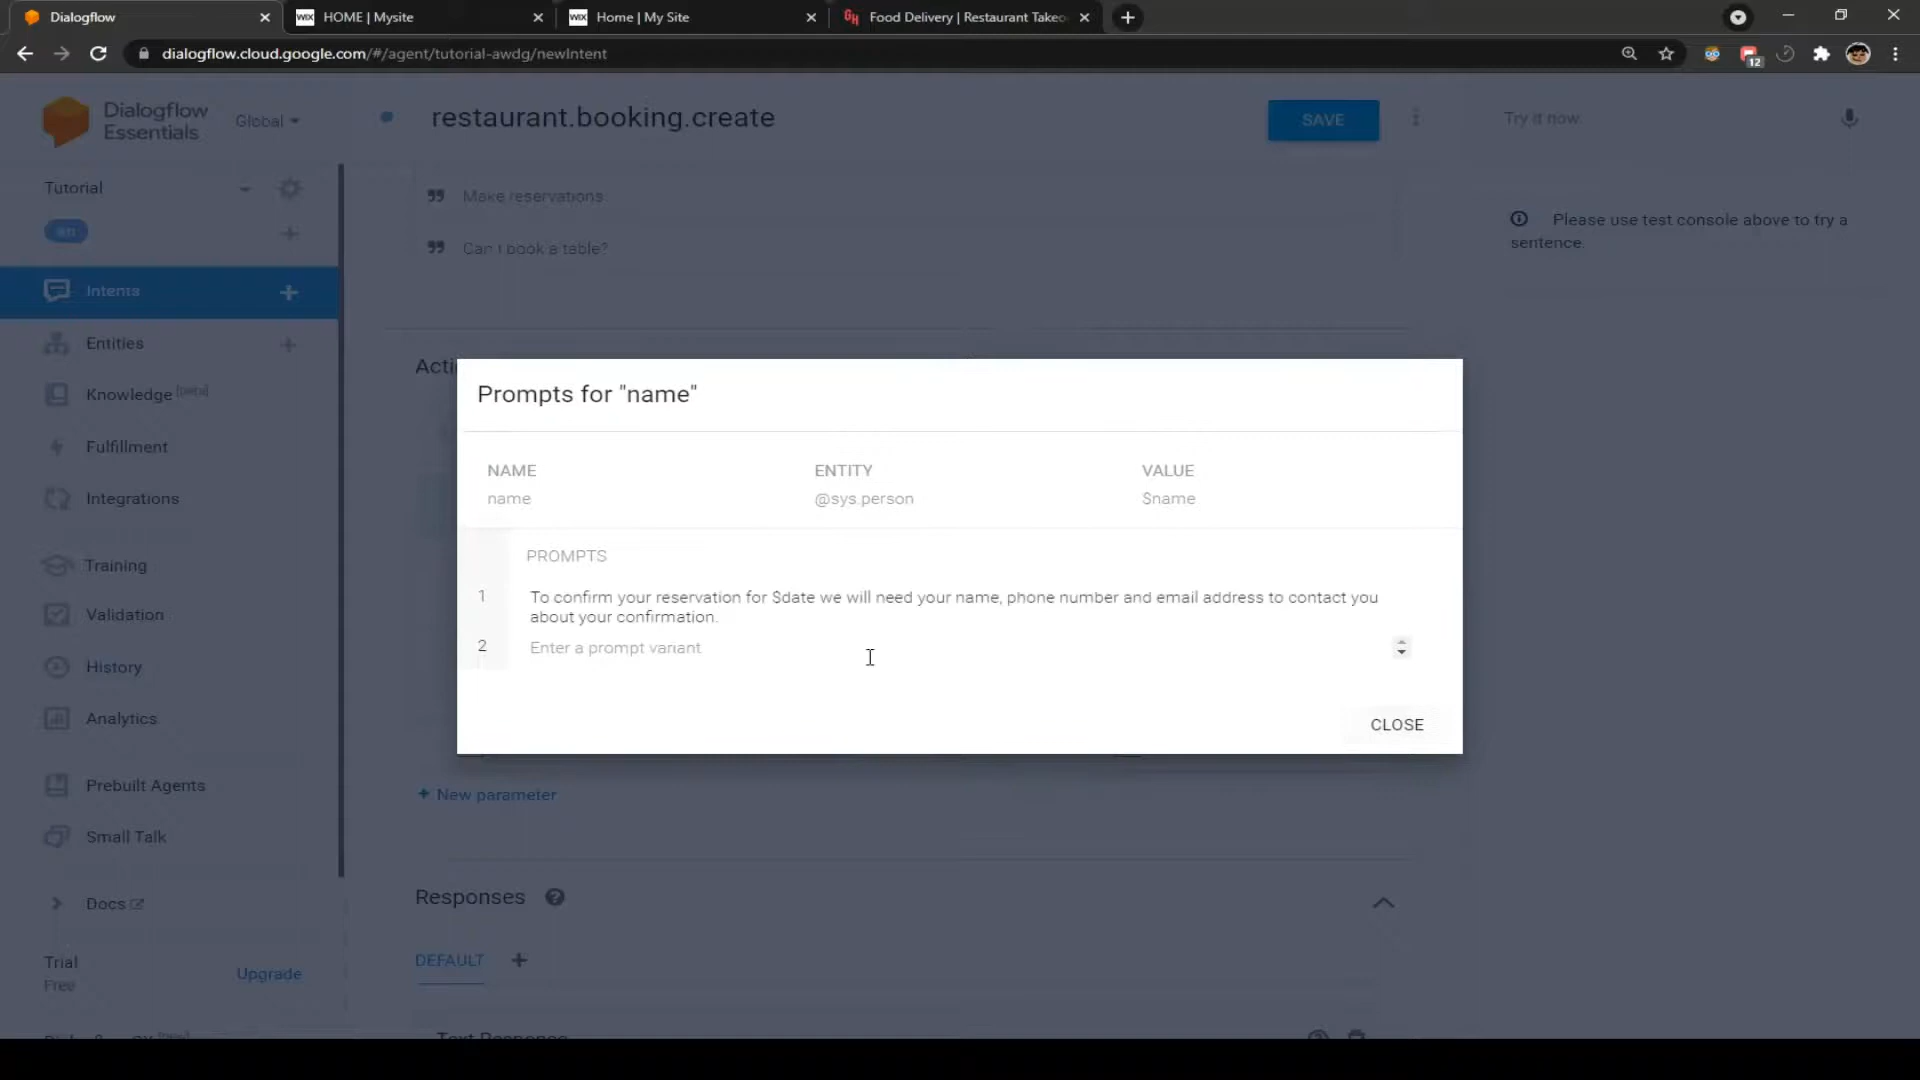 Dialogflow
HOME | Mysite
Home | My Site
Food Delivery | Restaurant Takeo
dialogflow.cloud.google.com/#/agent/tutorial-awdg/newIntent
12
Dialogflow
Essentials
Global
restaurant.booking.create
SAVE
Try it now
Tutorial
en
Make reservations
Can I book a table?
Please use test console above to try a
sentence.
Intents
Entities
Knowledge [beta]
Fulfillment
Integrations
Training
Validation
History
Analytics
Prebuilt Agents
Small Talk
Docs
Trial
Free
Upgrade
Acti
Prompts for "name"
NAME
ENTITY
VALUE
name
@sys.person
$name
PROMPTS
1
To confirm your reservation for $date we will need your name, phone number and email address to contact you
about your confirmation.
2
Enter a prompt variant
CLOSE
+ New parameter
Responses
DEFAULT
Text Response